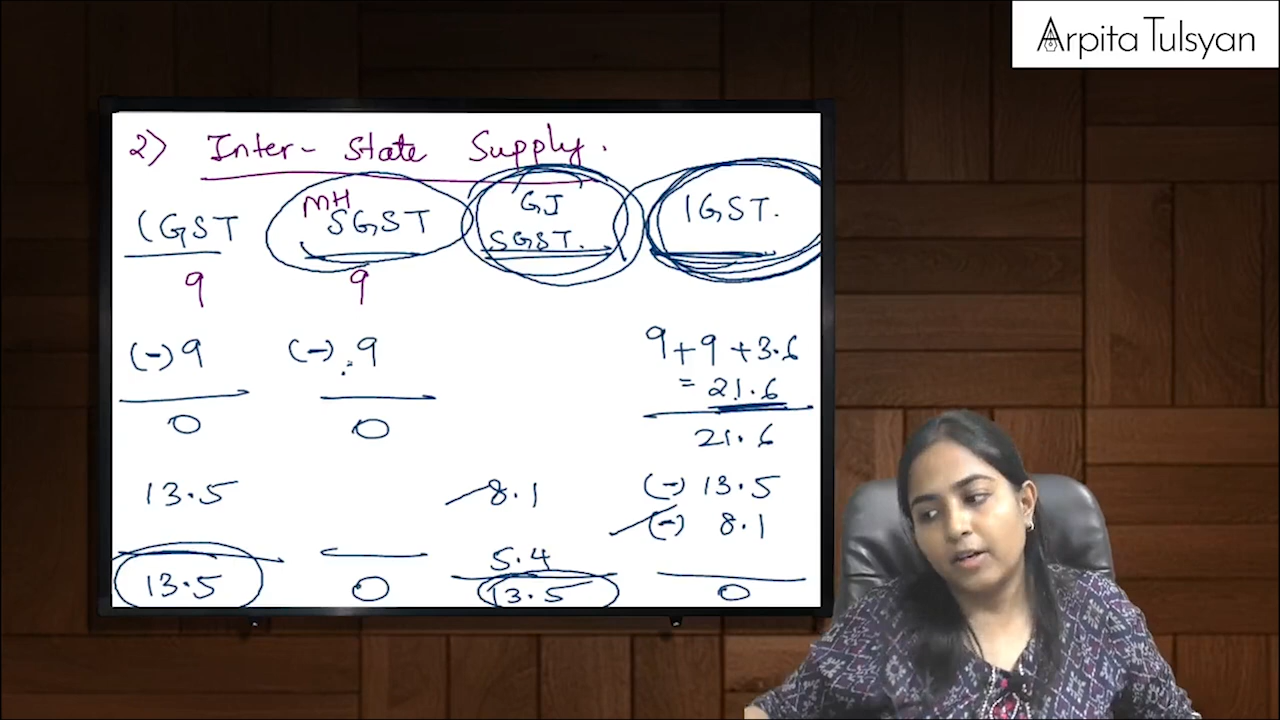 Arpita Tulsyan
2) Inter-State Supply.
CGST MH SGST GJ SGST. IGST.
9 9
(-) 9 (-) 9 9+9+3.6
= 21.6
0 0 21.6
13.5 8.1 (-) 13.5
(-) 8.1
5.4
13.5 0 13.5 0